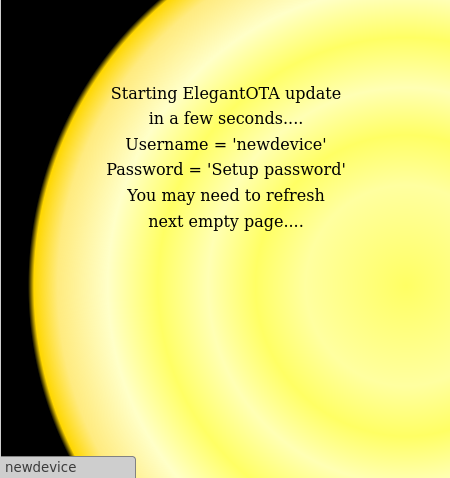 Starting ElegantOTA update
in a few seconds....
Username = 'newdevice'
Password = 'Setup password'
You may need to refresh
next empty page....
newdevice